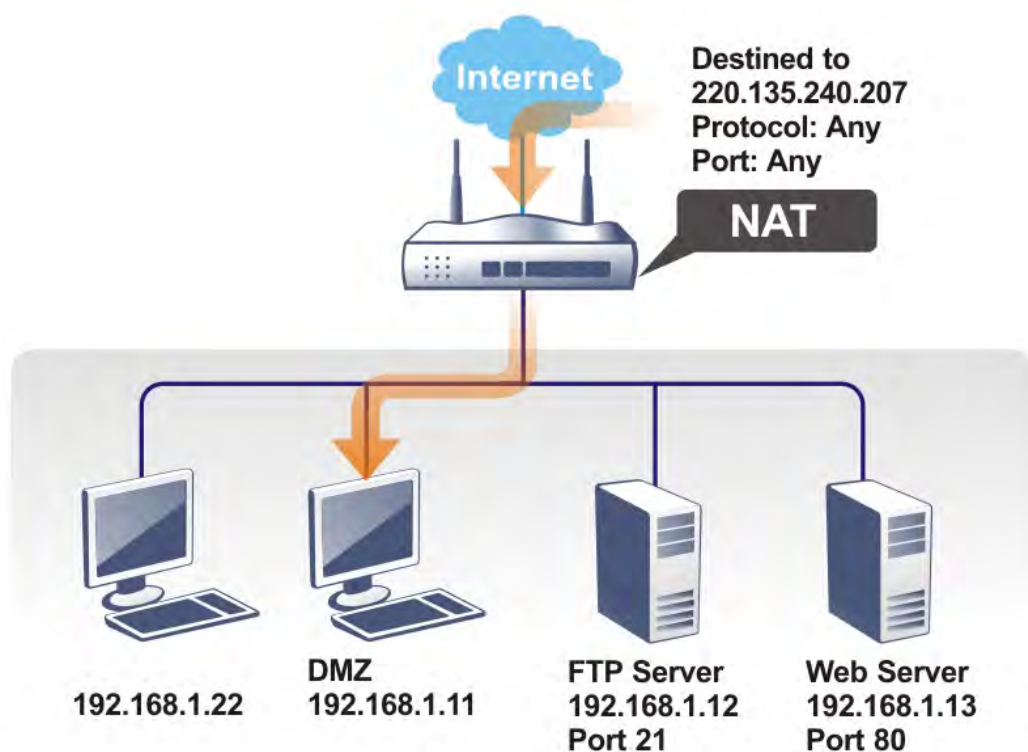 Internet
Destined to
220.135.240.207
Protocol: Any
Port: Any
NAT
192.168.1.22
DMZ
192.168.1.11
FTP Server
192.168.1.12
Port 21
Web Server
192.168.1.13
Port 80